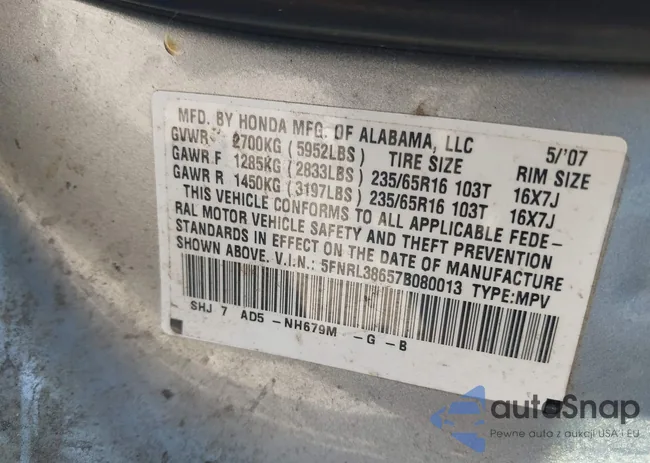 MFD. BY HONDA MFG. OF ALABAMA, LLC 5/'07
GVWR 2700KG (5952LBS) TIRE SIZE RIM SIZE
GAWR F 1285KG (2833LBS) 235/65R16 103T 16X7J
GAWR R 1450KG (3197LBS) 235/65R16 103T 16X7J
THIS VEHICLE CONFORMS TO ALL APPLICABLE FEDE-
RAL MOTOR VEHICLE SAFETY AND THEFT PREVENTION
STANDARDS IN EFFECT ON THE DATE OF MANUFACTURE
SHOWN ABOVE. V.I.N.: 5FNRL38657B080013 TYPE:MPV
SHJ 7 AD5 -NH679M -G -B
autoSnap
Pewne auta z aukcji USA i EU